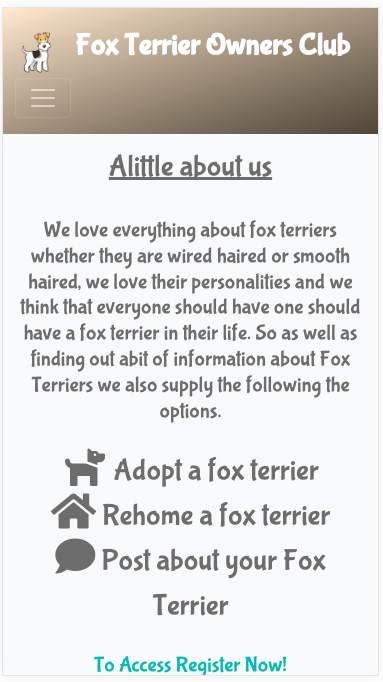 Fox Terrier Owners Club
Alittle about us
We love everything about fox terriers
whether they are wired haired or smooth
haired, we love their personalities and we
think that everyone should have one should
have a fox terrier in their life. So as well as
finding out abit of information about Fox
Terriers we also supply the following the
options.
Adopt a fox terrier
Rehome a fox terrier
Post about your Fox
Terrier
To Access Register Now!